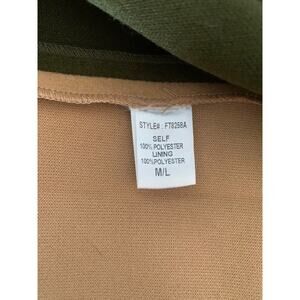 STYLE# : FT8258A
SELF
100% POLYESTER
LINING
100%POLYESTER
M/L